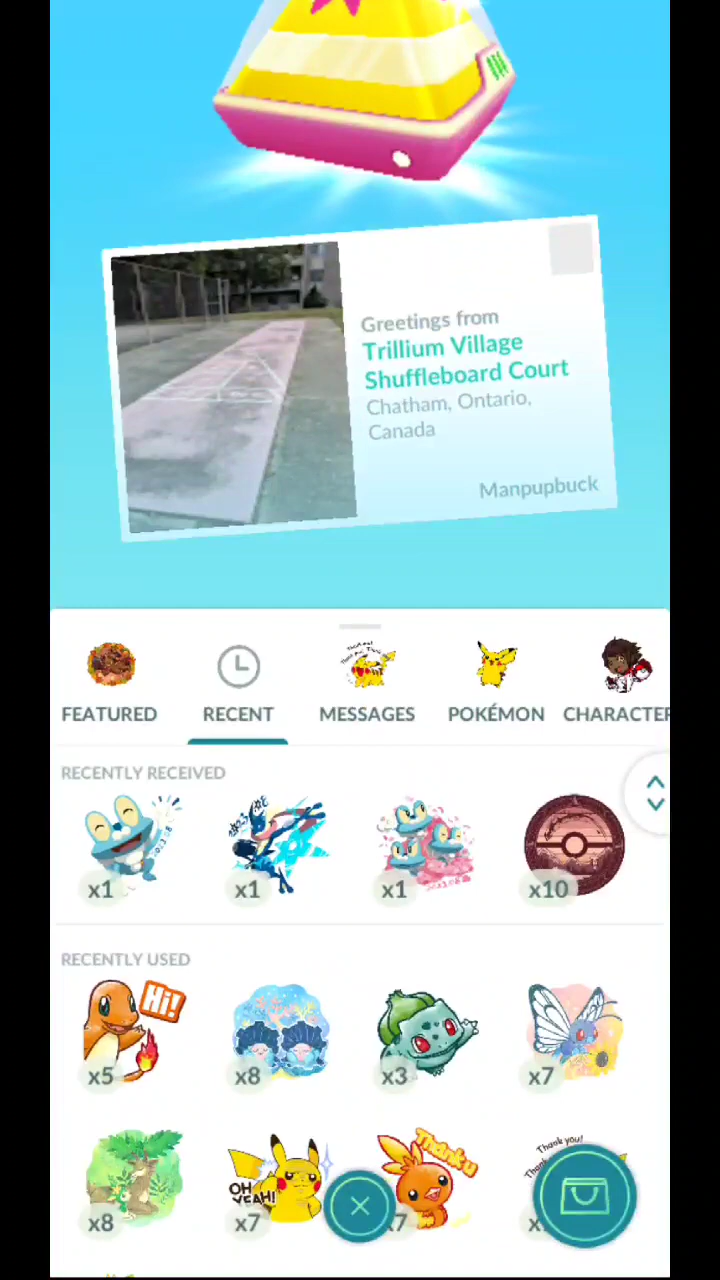 Greetings from
Trillium Village
Shuffleboard Court
Chatham, Ontario,
Canada
Manpupbuck
FEATURED
RECENT
MESSAGES
POKÉMON
CHARACTER
RECENTLY RECEIVED
x1
x1
x1
x10
RECENTLY USED
Hi!
x5
x8
x3
x7
x8
OH YEAH!
x7
Thank u
Thank you!